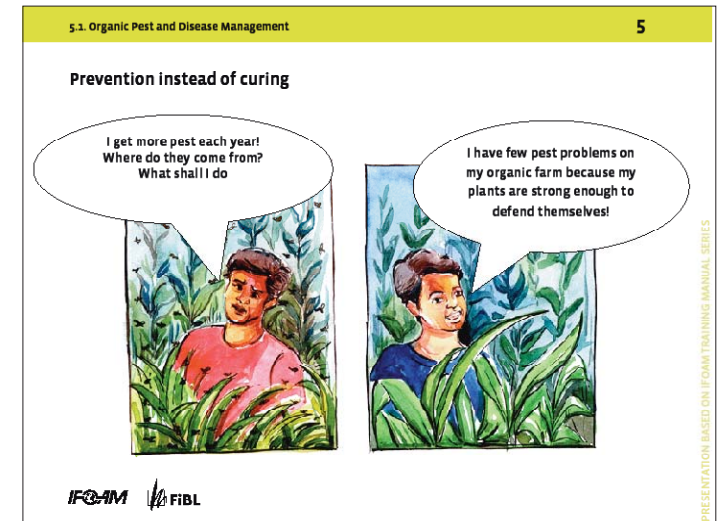 5.1. Organic Pest and Disease Management
5
Prevention instead of curing
I get more pest each year!
Where do they come from?
What shall I do
I have few pest problems on
my organic farm because my
plants are strong enough to
defend themselves!
PRESENTATION BASED ON IFOAM TRAINING MANUAL SERIES
IFOAM
FiBL